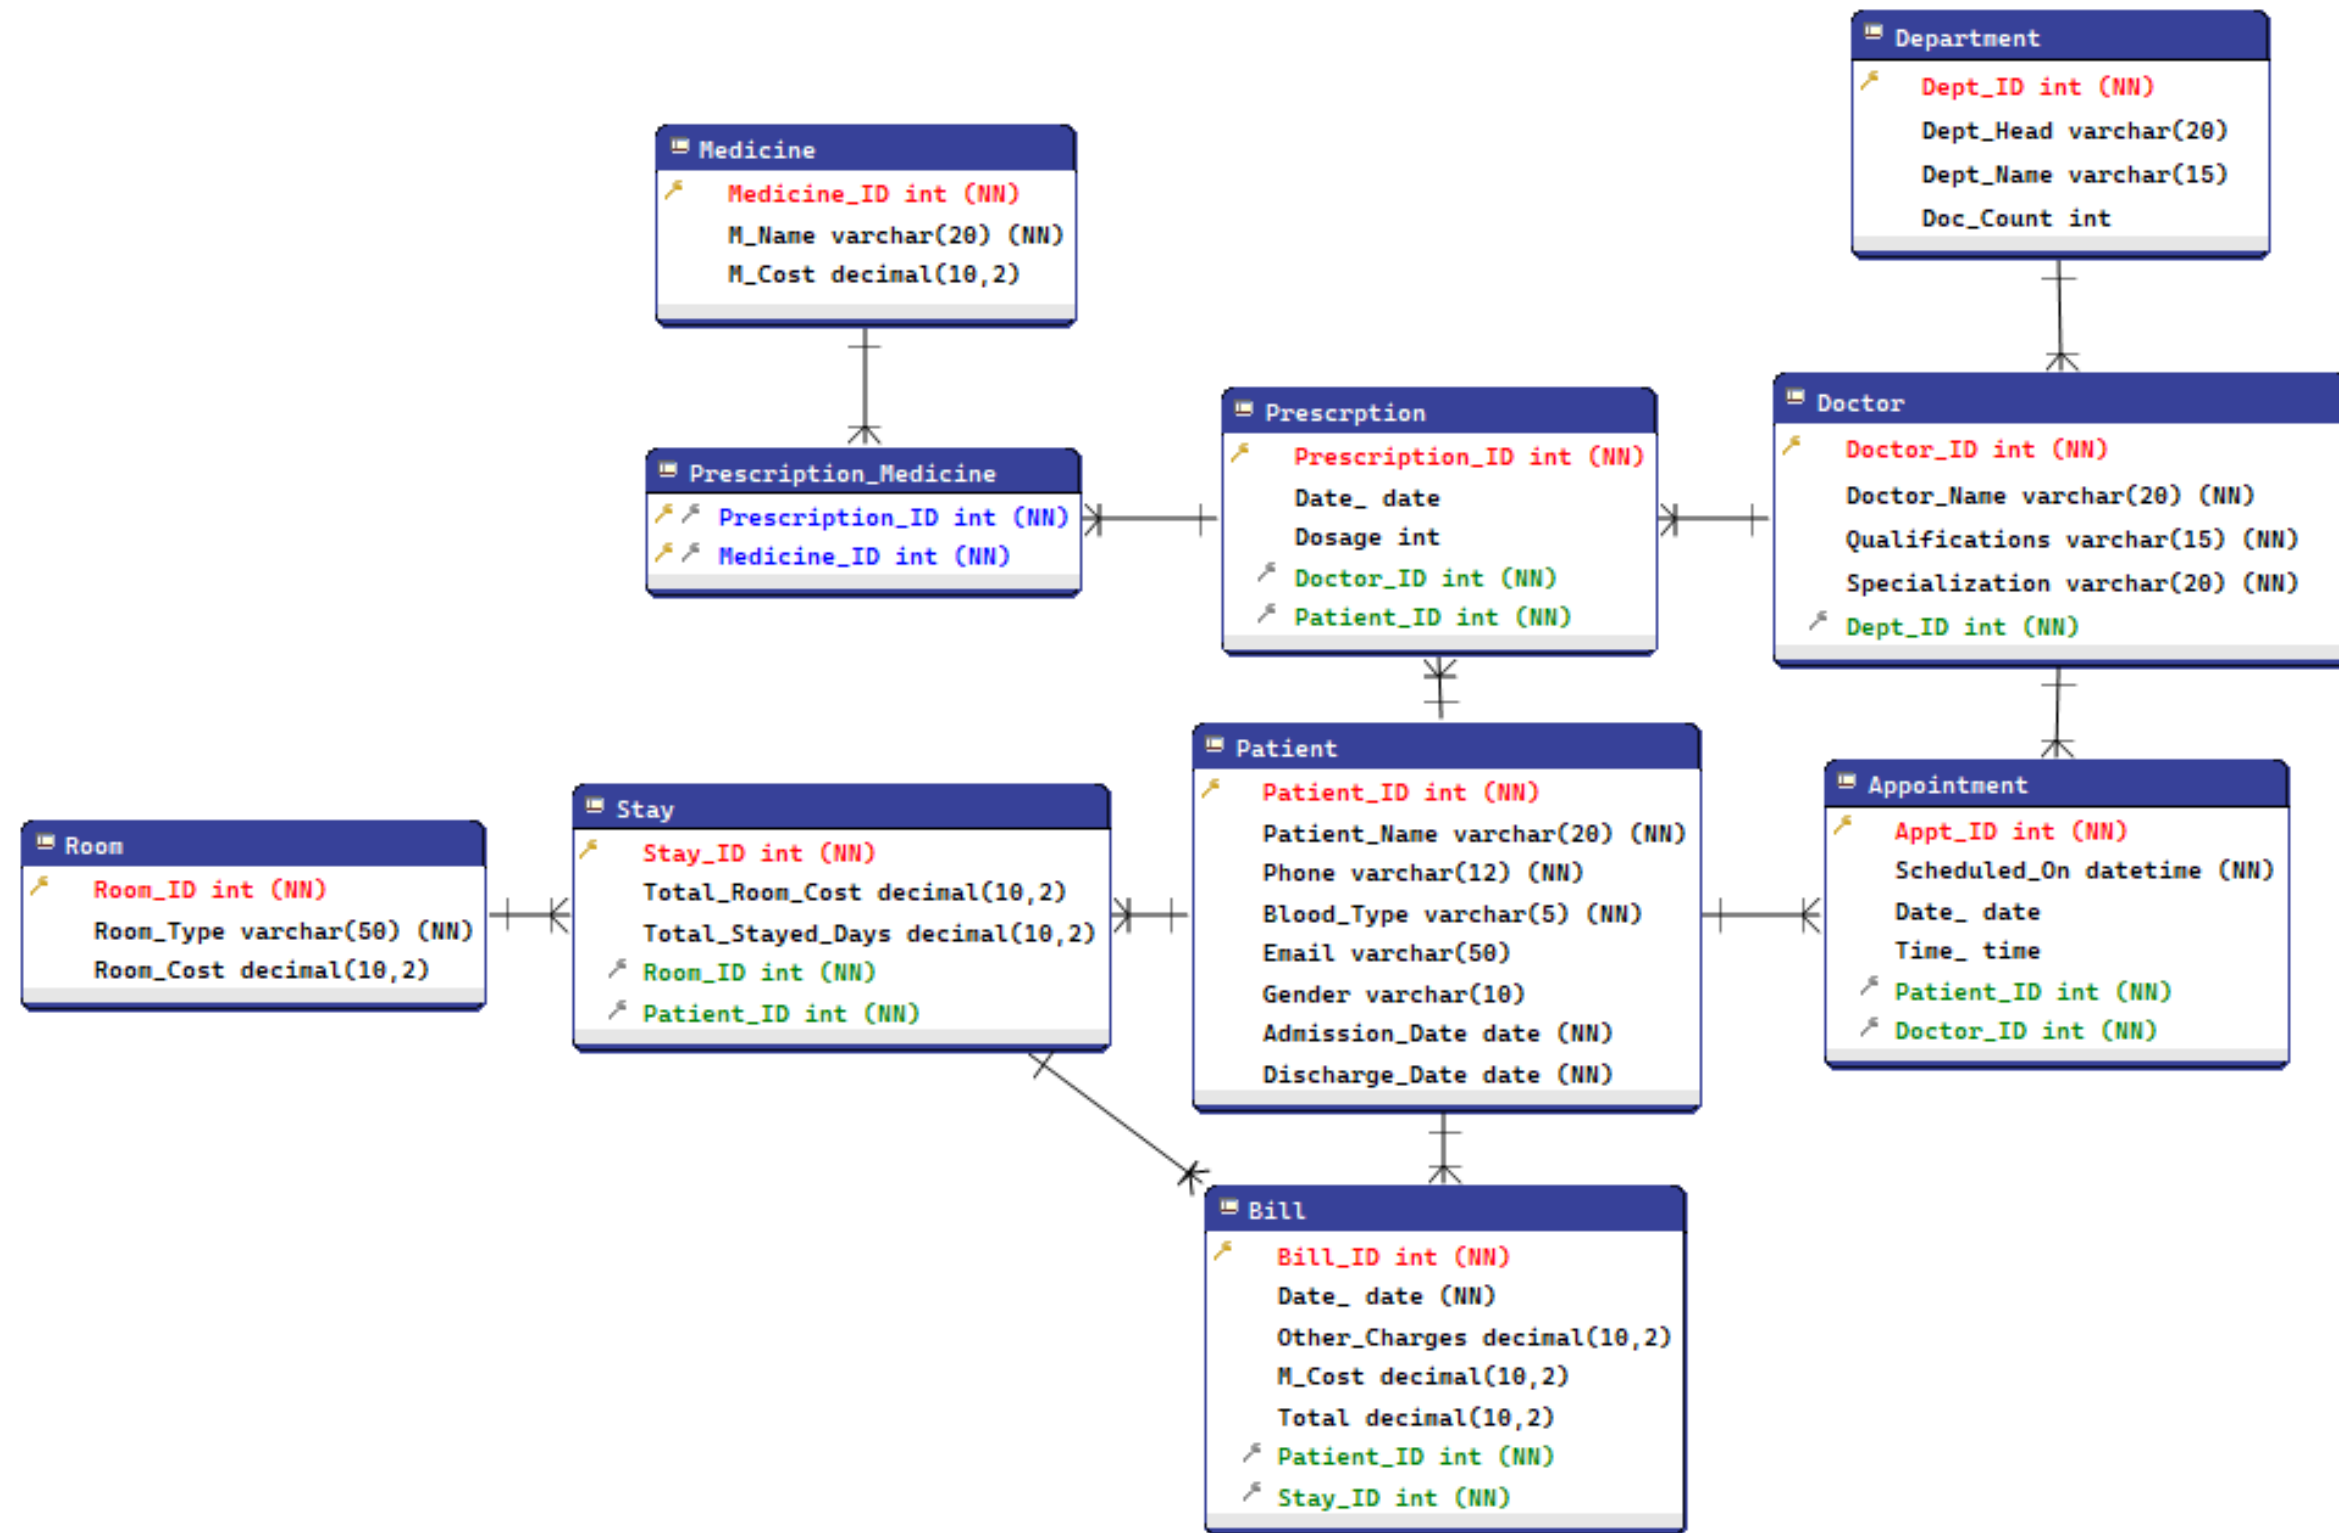 Department
Dept_ID int (NN)
Dept_Head varchar(20)
Dept_Name varchar(15)
Doc_Count int
Medicine
Medicine_ID int (NN)
M_Name varchar(20) (NN)
M_Cost decimal(10,2)
Prescription_Medicine
Prescription_ID int (NN)
Medicine_ID int (NN)
Prescrption
Prescription_ID int (NN)
Date_ date
Dosage int
Doctor_ID int (NN)
Patient_ID int (NN)
Doctor
Doctor_ID int (NN)
Doctor_Name varchar(20) (NN)
Qualifications varchar(15) (NN)
Specialization varchar(20) (NN)
Dept_ID int (NN)
Room
Room_ID int (NN)
Room_Type varchar(50) (NN)
Room_Cost decimal(10,2)
Stay
Stay_ID int (NN)
Total_Room_Cost decimal(10,2)
Total_Stayed_Days decimal(10,2)
Room_ID int (NN)
Patient_ID int (NN)
Patient
Patient_ID int (NN)
Patient_Name varchar(20) (NN)
Phone varchar(12) (NN)
Blood_Type varchar(5) (NN)
Email varchar(50)
Gender varchar(10)
Admission_Date date (NN)
Discharge_Date date (NN)
Appointment
Appt_ID int (NN)
Scheduled_On datetime (NN)
Date_ date
Time_ time
Patient_ID int (NN)
Doctor_ID int (NN)
Bill
Bill_ID int (NN)
Date_ date (NN)
Other_Charges decimal(10,2)
M_Cost decimal(10,2)
Total decimal(10,2)
Patient_ID int (NN)
Stay_ID int (NN)